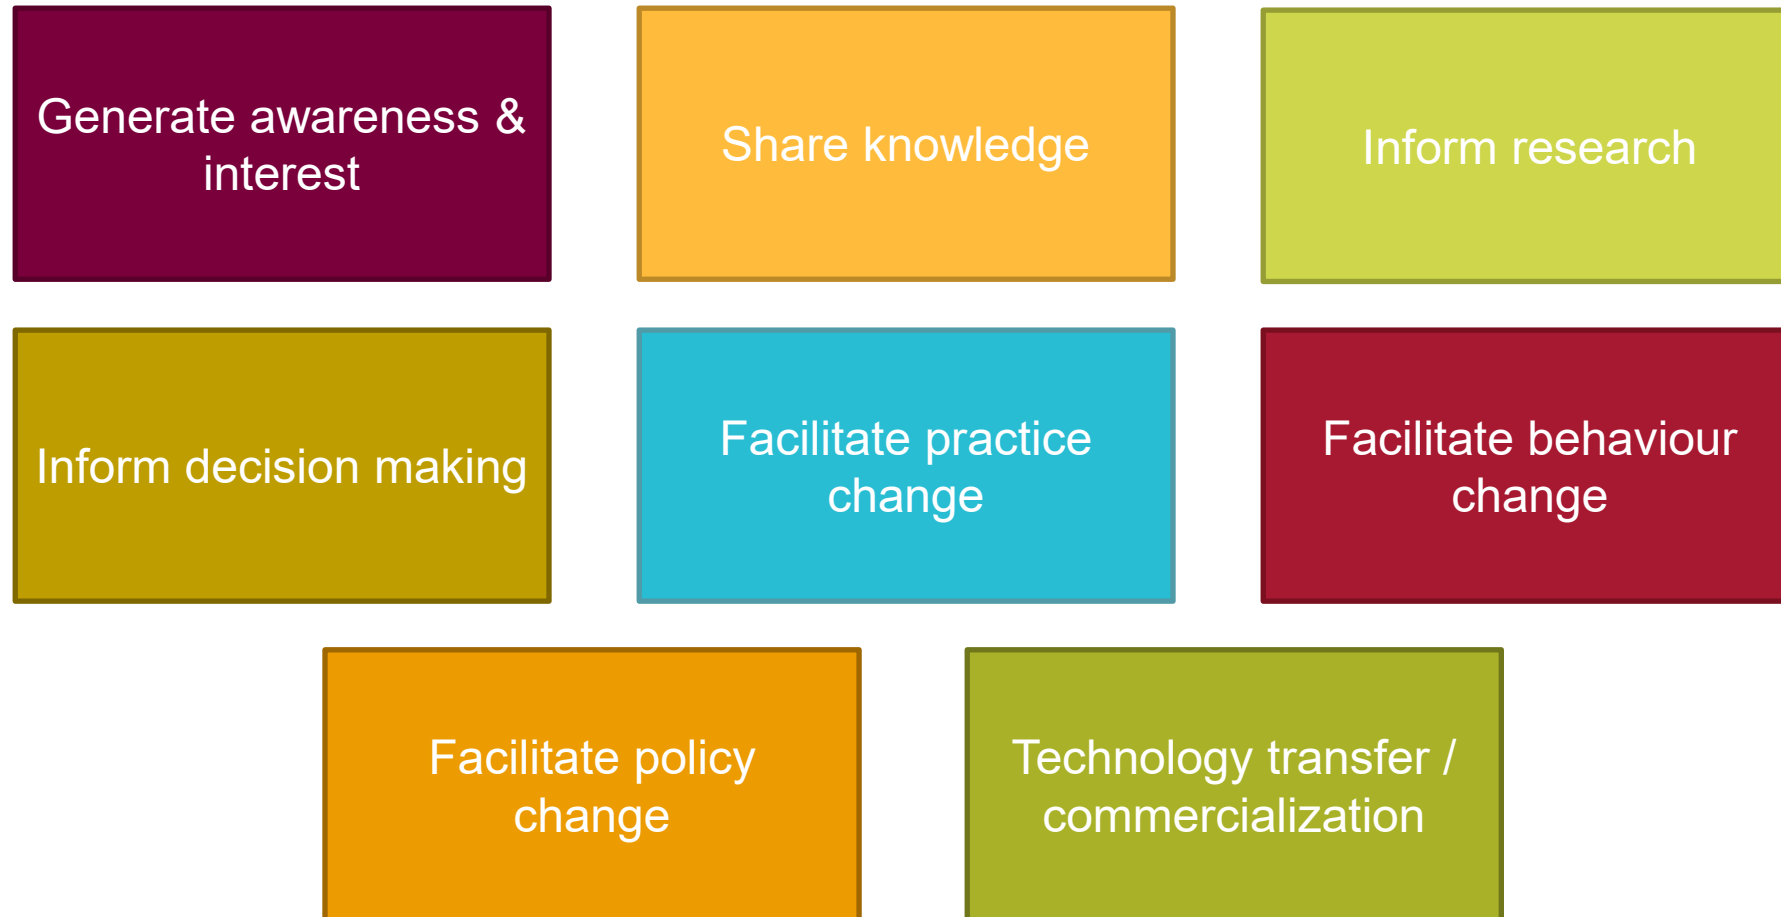 Generate awareness &
interest
Share knowledge
Inform research
Inform decision making
Facilitate practice
change
Facilitate behaviour
change
Facilitate policy
change
Technology transfer /
commercialization